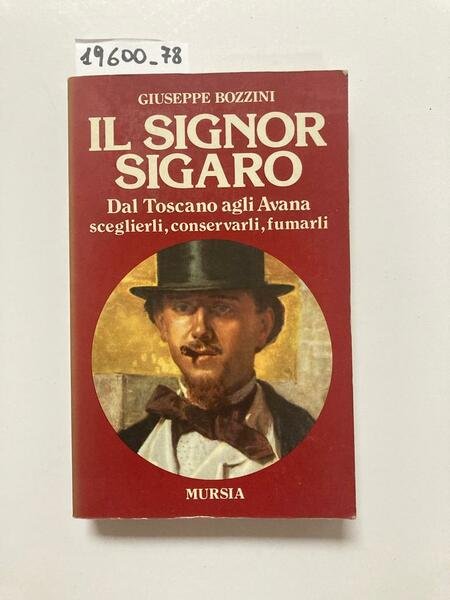 19600_78
GIUSEPPE BOZZINI
IL SIGNOR
SIGARO
Dal Toscano agli Avana
sceglierli, conservarli, fumarli
MURSIA